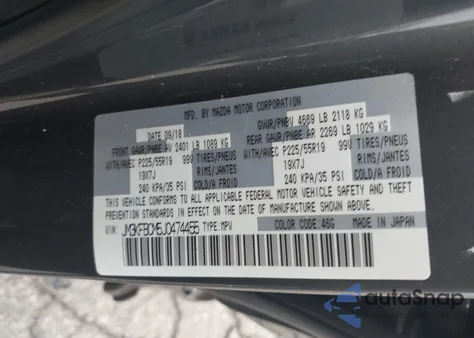 MFD. BY MAZDA MOTOR CORPORATION
DATE 09/18 GVWR/PNBV 4669 LB 2118 KG
FRONT GAWR/PNBE AV 2401 LB 1089 KG REAR GAWR/PNBE AR 2269 LB 1029 KG
WITH/AVEC P225/55R19 99V TIRES/PNEUS WITH/AVEC P225/55R19 99V TIRES/PNEUS
19X7J RIMS/JANTES 19X7J RIMS/JANTES
240 KPA/35 PSI COLD/A FROID 240 KPA/35 PSI COLD/A FROID
THIS VEHICLE CONFORMS TO ALL APPLICABLE FEDERAL MOTOR VEHICLE SAFETY AND THEFT
PREVENTION STANDARDS IN EFFECT ON THE DATE OF MANUFACTURE SHOWN ABOVE.
VIN: JM3KFBCM5J0474455 TYPE:MPV COLOR CODE: 46G MADE IN JAPAN
autoSnap